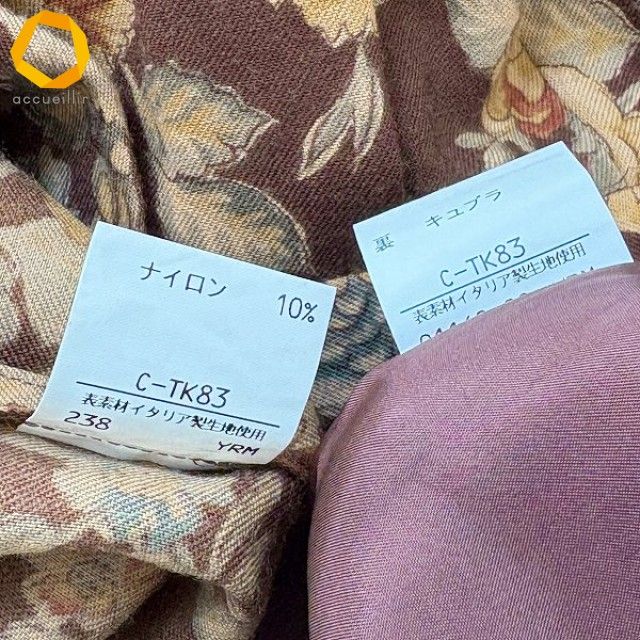 accueillir
ナイロン 10%
C-TK83
表素材イタリア製生地使用
238 YRM
裏 キュプラ
C-TK83
表素材イタリア製生地使用